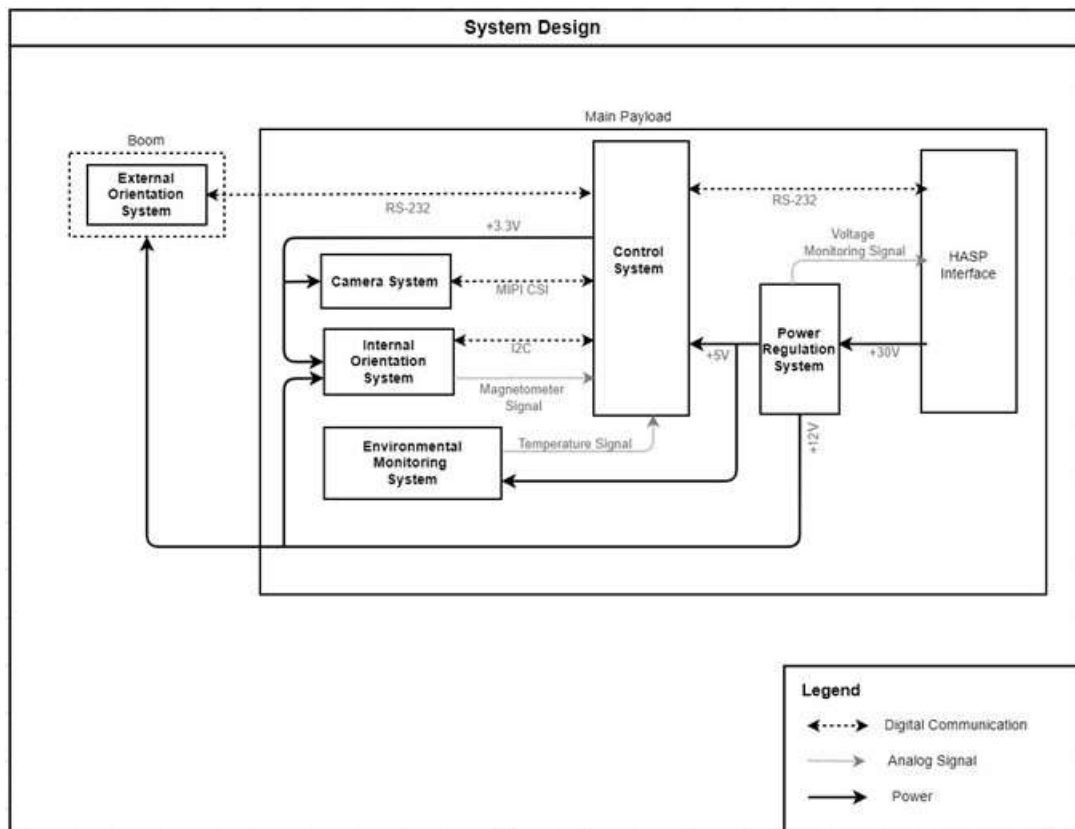 System Design
Main Payload
Boom
External
Orientation
System
RS-232
RS-232
+3.3V
Control
System
Voltage
Monitoring Signal
HASP
Interface
Camera System
MIPI CSI
Internal
Orientation
System
I2C
Magnetometer
Signal
+5V
Power
Regulation
System
+30V
+12V
Environmental
Monitoring
System
Temperature Signal
Legend
Digital Communication
Analog Signal
Power